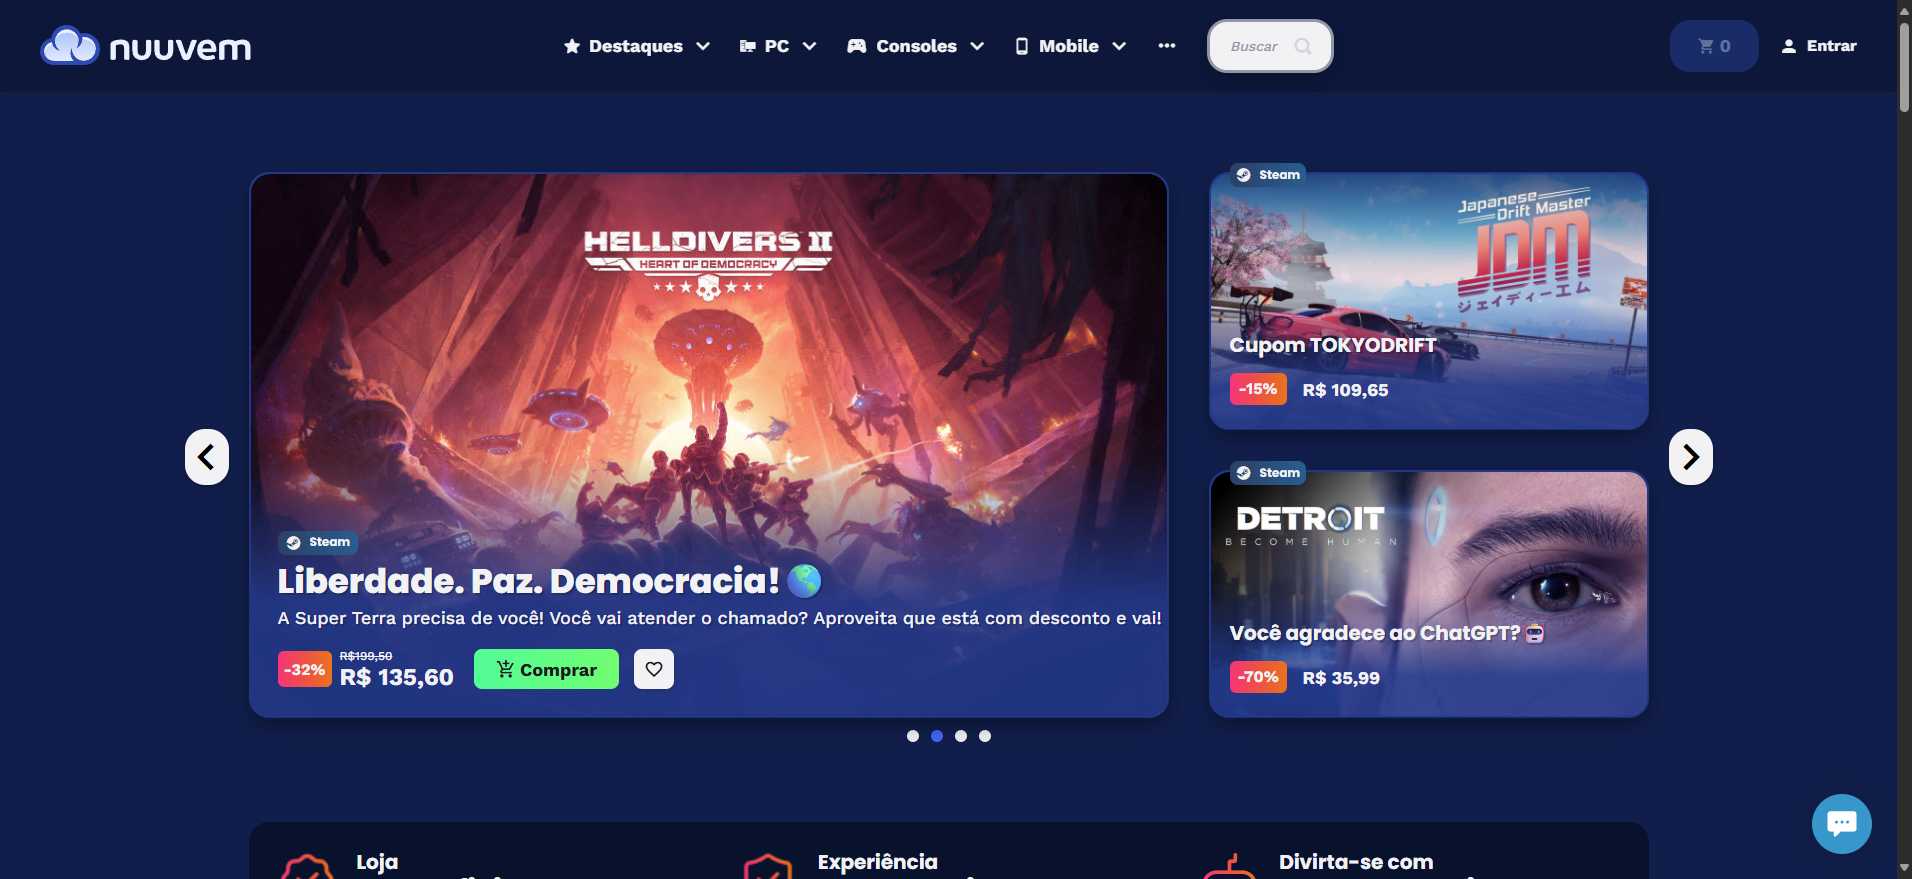 nuuvem
Destaques
PC
Consoles
Mobile
Buscar
0
Entrar
HELLDIVERS II
HEART OF DEMOCRACY
Steam
Liberdade. Paz. Democracia!
A Super Terra precisa de você! Você vai atender o chamado? Aproveita que está com desconto e vai!
-32%
R$199,50
R$ 135,60
Comprar
Steam
Japanese
Drift Master
JDM
ジェイディーエム
Cupom TOKYODRIFT
-15%
R$ 109,65
Steam
DETROIT
BECOME HUMAN
Você agradece ao ChatGPT?
-70%
R$ 35,99
Loja
Experiência
Divirta-se com